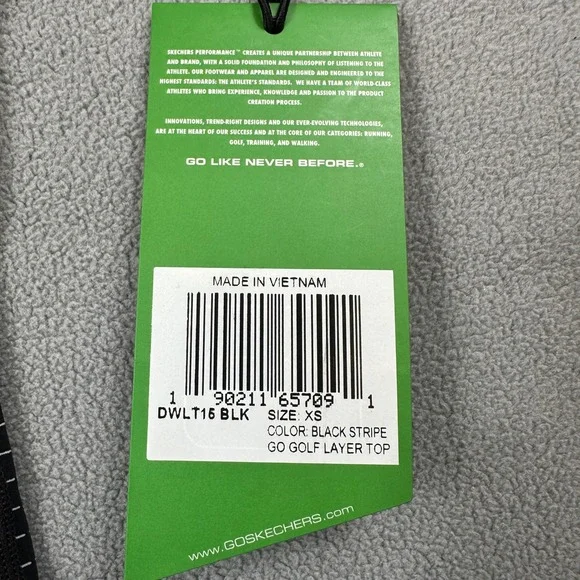 SKECHERS PERFORMANCE™ CREATES A UNIQUE PARTNERSHIP BETWEEN ATHLETE
AND BRAND, WITH A SOLID FOUNDATION AND PHILOSOPHY OF LISTENING TO THE
ATHLETE. OUR FOOTWEAR AND APPAREL ARE DESIGNED AND ENGINEERED TO THE
HIGHEST STANDARDS: THE ATHLETE'S STANDARDS. WE HAVE A TEAM OF WORLD-CLASS
ATHLETES WHO BRING EXPERIENCE, KNOWLEDGE AND PASSION TO THE PRODUCT
CREATION PROCESS.
INNOVATIONS, TREND-RIGHT DESIGNS AND OUR EVER-EVOLVING TECHNOLOGIES,
ARE AT THE HEART OF OUR SUCCESS AND AT THE CORE OF OUR CATEGORIES: RUNNING,
GOLF, TRAINING, AND WALKING.
GO LIKE NEVER BEFORE.®
MADE IN VIETNAM
1 90211 65709 1
DWLT15 BLK SIZE: XS
COLOR: BLACK STRIPE
GO GOLF LAYER TOP
www.GOSKECHERS.com